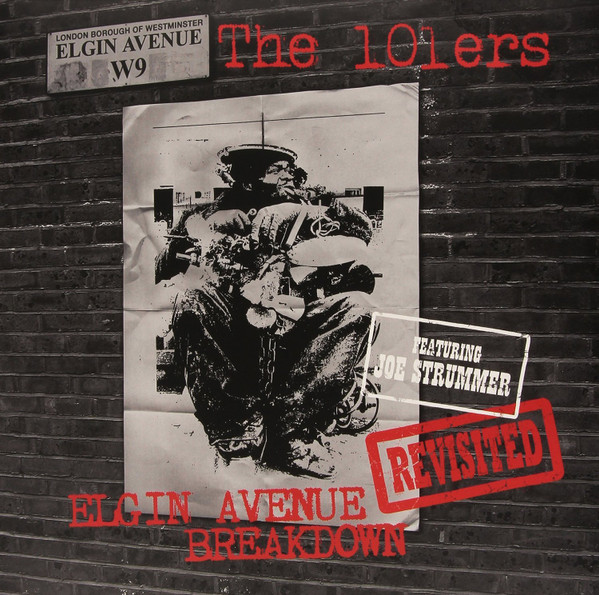 LONDON BOROUGH OF WESTMINSTER
ELGIN AVENUE
W9
The 101ers
FEATURING
JOE STRUMMER
REVISITED
ELGIN AVENUE
BREAKDOWN